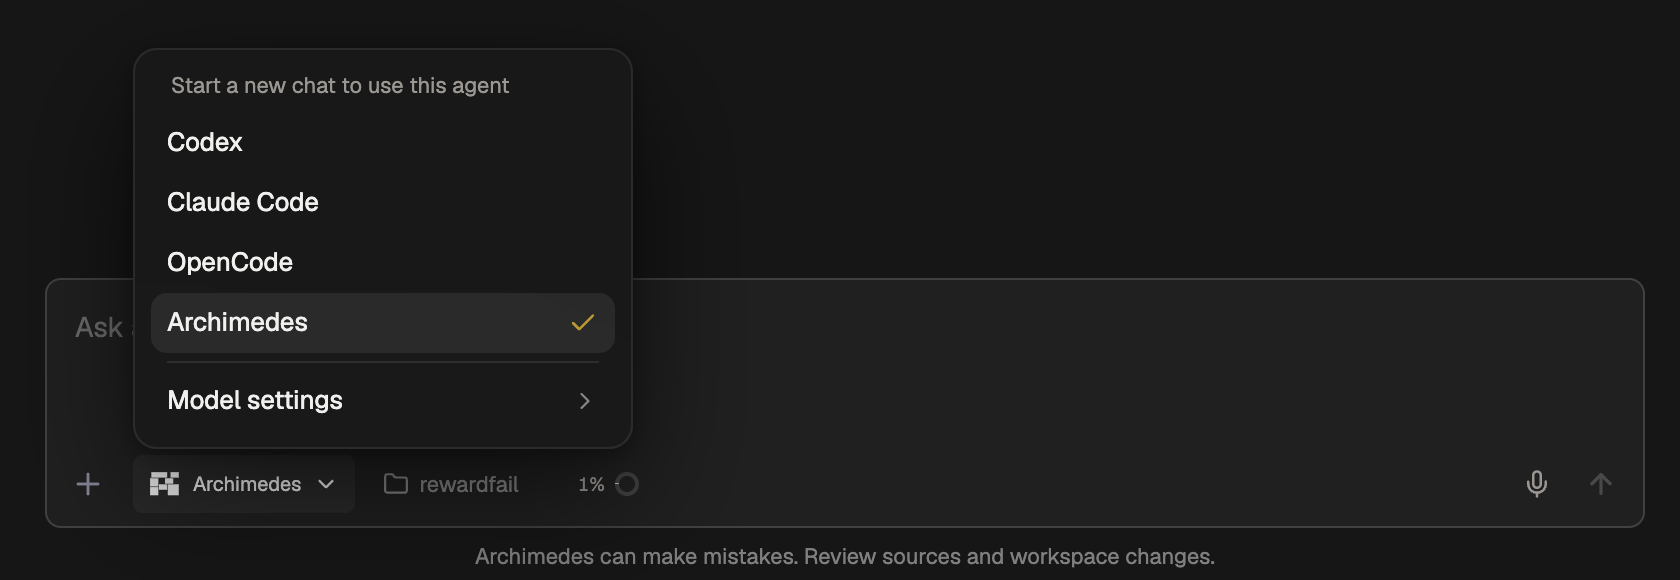 Start a new chat to use this agent
Codex
Claude Code
OpenCode
Archimedes
Model settings
Ask
Archimedes
rewardfail
1%
Archimedes can make mistakes. Review sources and workspace changes.